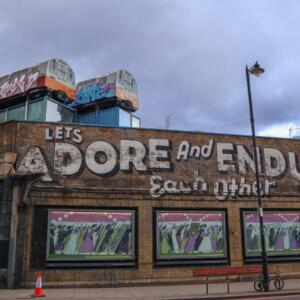 LETS
ADORE And ENDU
Each Other